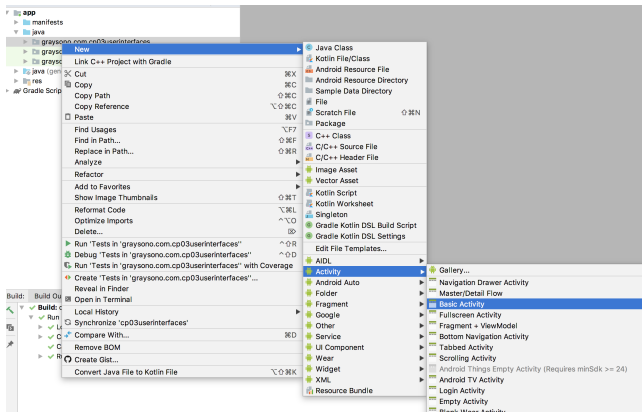 app
manifests
java
graysono.com.cp03userinterfaces
grayso
grayso
java (gen
res
Gradle Scrip
New
Link C++ Project with Gradle
Cut ⌘X
Copy ⌘C
Copy Path ⇧⌘C
Copy Reference ⌥⇧⌘C
Paste ⌘V
Find Usages ⌥F7
Find in Path... ⇧⌘F
Replace in Path... ⇧⌘R
Analyze
Refactor
Add to Favorites
Show Image Thumbnails ⇧⌘T
Reformat Code ⌥⌘L
Optimize Imports ^⌥O
Delete... ⌦
Run 'Tests in 'graysono.cp03userinterfaces'' ^⇧R
Debug 'Tests in 'graysono.cp03userinterfaces'' ^⇧D
Run 'Tests in 'graysono.cp03userinterfaces'' with Coverage
Create 'Tests in 'graysono.cp03userinterfaces''...
Reveal in Finder
Open in Terminal
Local History
Synchronize 'cp03userinterfaces'
Compare With... ⌘D
Remove BOM
Create Gist...
Convert Java File to Kotlin File ⌥⇧⌘K
Java Class
Kotlin File/Class
Android Resource File
Android Resource Directory
Sample Data Directory
File
Scratch File ⇧⌘N
Package
C++ Class
C/C++ Source File
C/C++ Header File
Image Asset
Vector Asset
Kotlin Script
Kotlin Worksheet
Singleton
Gradle Kotlin DSL Build Script
Gradle Kotlin DSL Settings
Edit File Templates...
AIDL
Activity
Android Auto
Folder
Fragment
Google
Other
Service
UI Component
Wear
Widget
XML
Resource Bundle
Gallery...
Navigation Drawer Activity
Master/Detail Flow
Basic Activity
Fullscreen Activity
Fragment + ViewModel
Bottom Navigation Activity
Tabbed Activity
Scrolling Activity
Android Things Empty Activity (Requires minSdk >= 24)
Android TV Activity
Login Activity
Empty Activity
Blank Wear Activity
Build: Build Ou
Build: c
Run
Lo
C
C
R